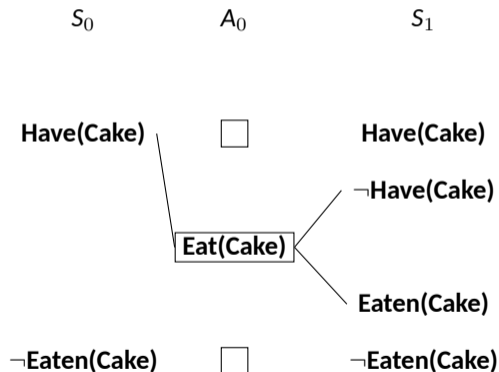 S₀ A₀ S₁
Have(Cake) Have(Cake)
¬Have(Cake)
Eat(Cake)
Eaten(Cake)
¬Eaten(Cake) ¬Eaten(Cake)